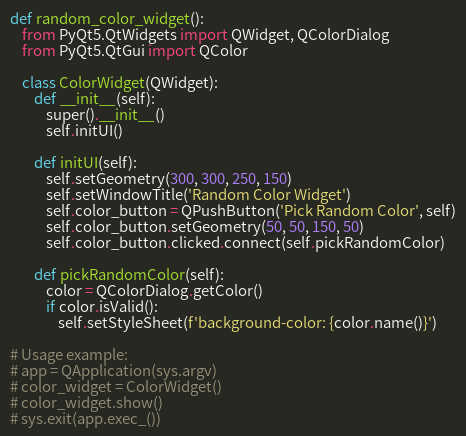 def random_color_widget():
    from PyQt5.QtWidgets import QWidget, QColorDialog
    from PyQt5.QtGui import QColor

    class ColorWidget(QWidget):
        def __init__(self):
            super().__init__()
            self.initUI()

        def initUI(self):
            self.setGeometry(300, 300, 250, 150)
            self.setWindowTitle('Random Color Widget')
            self.color_button = QPushButton('Pick Random Color', self)
            self.color_button.setGeometry(50, 50, 150, 50)
            self.color_button.clicked.connect(self.pickRandomColor)

        def pickRandomColor(self):
            color = QColorDialog.getColor()
            if color.isValid():
                self.setStyleSheet(f'background-color: {color.name()}')

# Usage example:
# app = QApplication(sys.argv)
# color_widget = ColorWidget()
# color_widget.show()
# sys.exit(app.exec_())